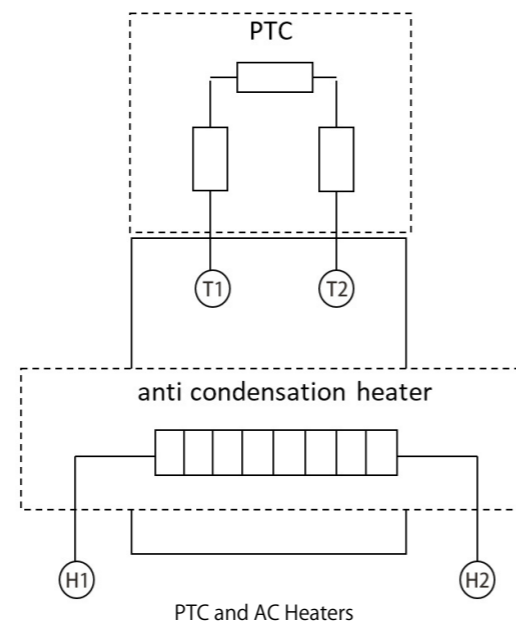 PTC
T1
T2
anti condensation heater
H1
H2
PTC and AC Heaters